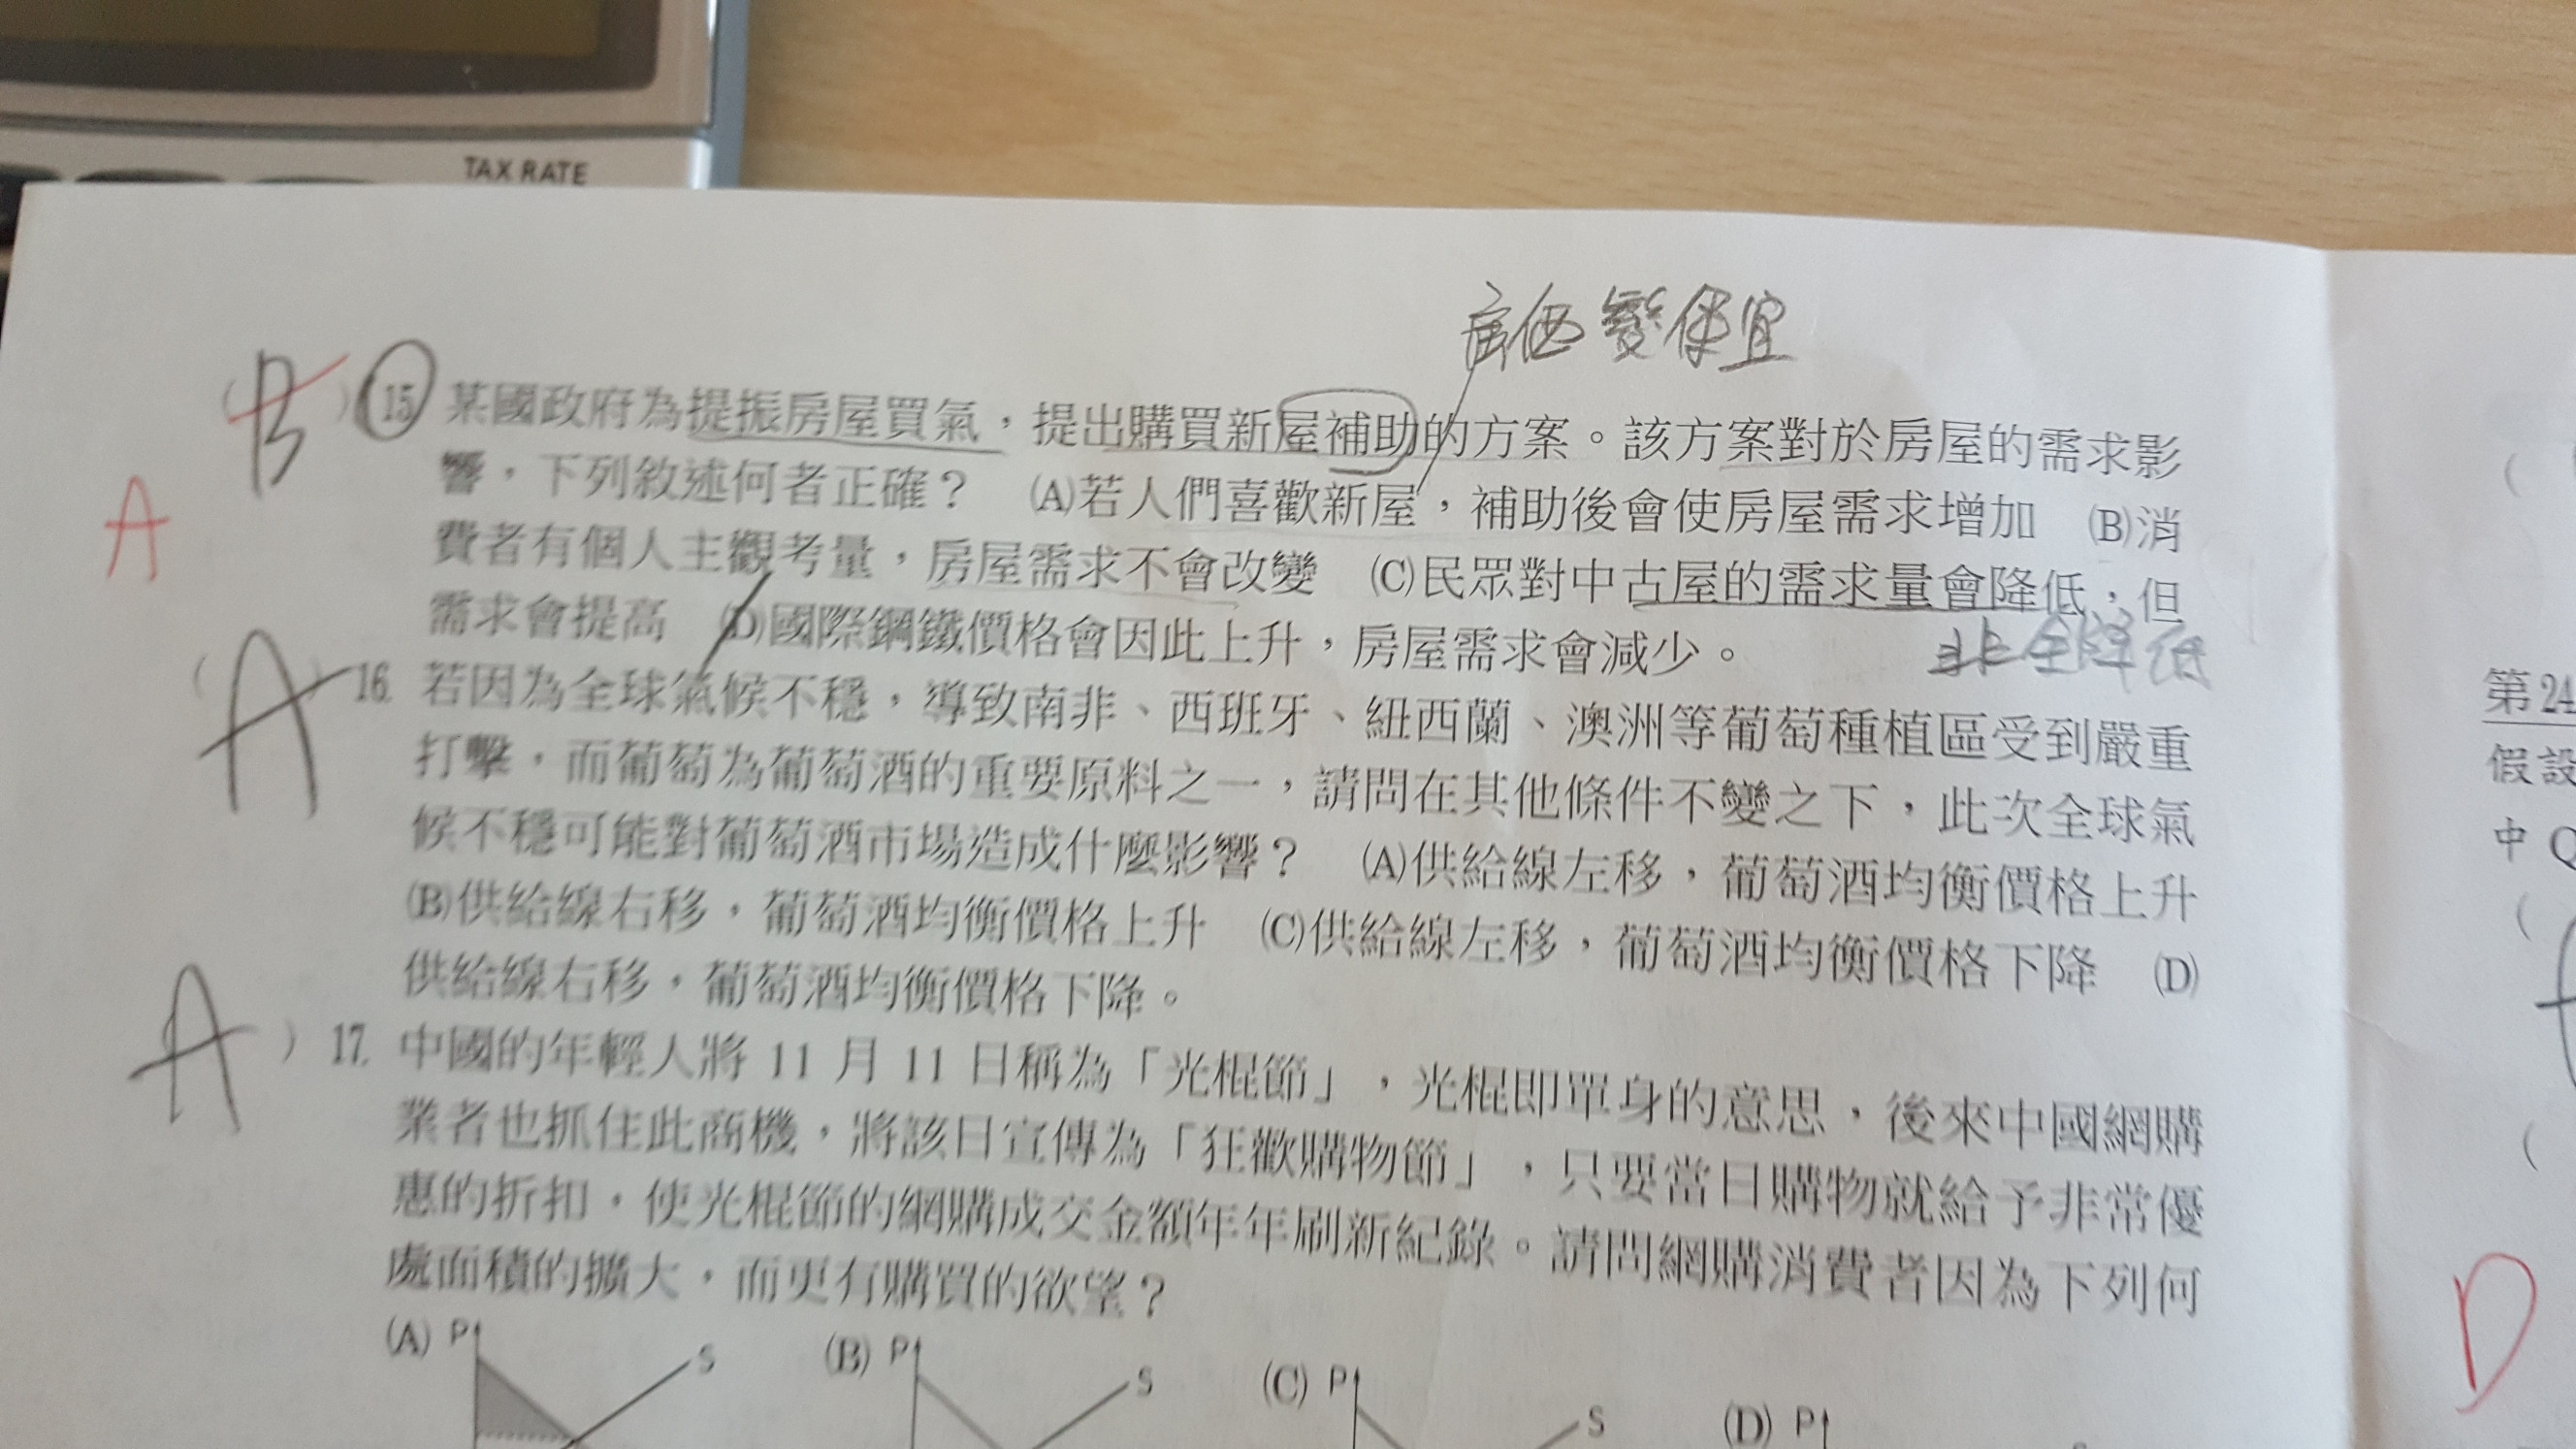 TAX RATE
房価變便宜
(B) 15. 某國政府為提振房屋買氣，提出購買新屋補助的方案。該方案對於房屋的需求影
響，下列敘述何者正確？ (A)若人們喜歡新屋，補助後會使房屋需求增加 (B)消
A
費者有個人主觀考量，房屋需求不會改變 (C)民眾對中古屋的需求量會降低，但
需求會提高 (D)國際鋼鐵價格會因此上升，房屋需求會減少。
非全降低
(A) 16. 若因為全球氣候不穩，導致南非、西班牙、紐西蘭、澳洲等葡萄種植區受到嚴重
打擊，而葡萄為葡萄酒的重要原料之一，請問在其他條件不變之下，此次全球氣
候不穩可能對葡萄酒市場造成什麼影響？ (A)供給線左移，葡萄酒均衡價格上升
(B)供給線右移，葡萄酒均衡價格上升 (C)供給線左移，葡萄酒均衡價格下降 (D)
供給線右移，葡萄酒均衡價格下降。
(A) 17. 中國的年輕人將 11 月 11 日稱為「光棍節」，光棍即單身的意思，後來中國網購
業者也抓住此商機，將該日宣傳為「狂歡購物節」，只要當日購物就給予非常優
惠的折扣，使光棍節的網購成交金額年年刷新紀錄。請問網購消費者因為下列何
處面積的擴大，而更有購買的欲望？
(A) P S
(B) P S
(C) P S
(D) P S
第24
假設
中 Q
D